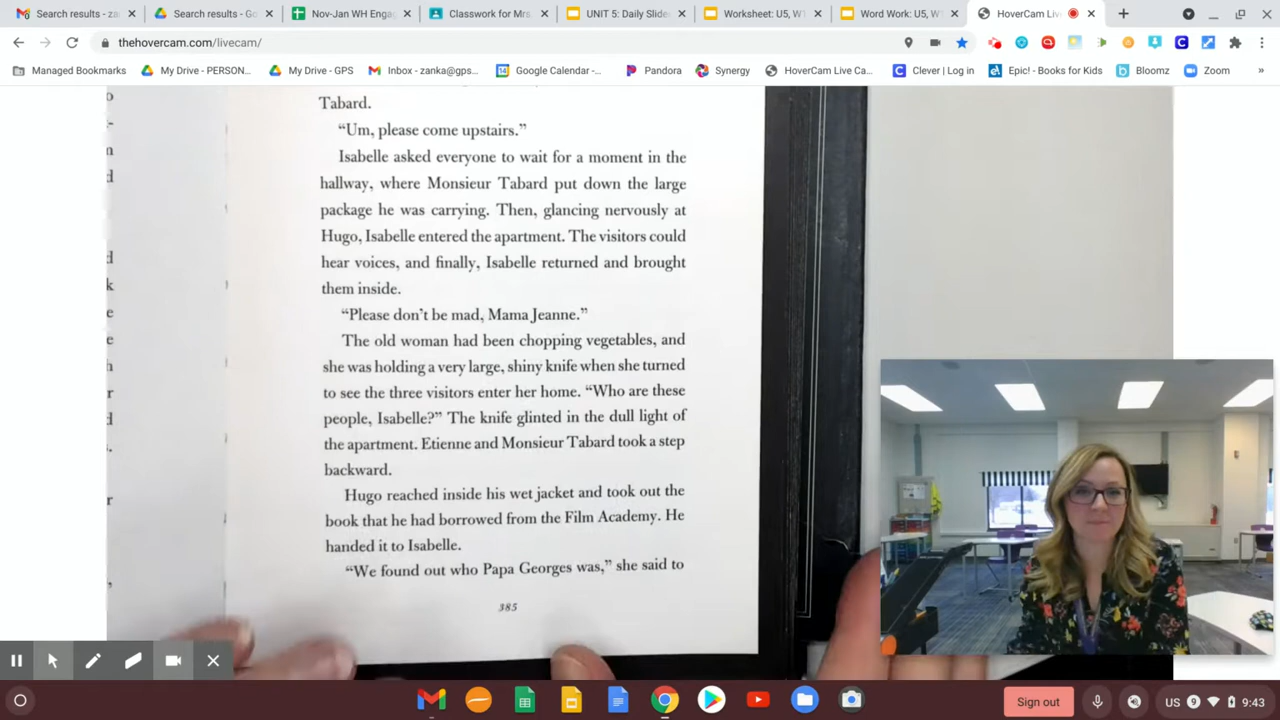 Search results - za
Search results - Go
Nov-Jan WH Eng
Classwork for Mrs.
UNIT 5: Daily Slide
Worksheet: U5, W1
Word Work: U5, W
HoverCam Live
thehovercam.com/livecam/
Managed Bookmarks
My Drive - PERSON...
My Drive - GPS
Inbox - zanka@gps...
Google Calendar -...
Pandora
Synergy
HoverCam Live Ca...
Clever | Log in
Epic! - Books for Kids
Bloomz
Zoom
»
Tabard.
“Um, please come upstairs.”
Isabelle asked everyone to wait for a moment in the
hallway, where Monsieur Tabard put down the large
package he was carrying. Then, glancing nervously at
Hugo, Isabelle entered the apartment. The visitors could
hear voices, and finally, Isabelle returned and brought
them inside.
“Please don’t be mad, Mama Jeanne.”
The old woman had been chopping vegetables, and
she was holding a very large, shiny knife when she turned
to see the three visitors enter her home. “Who are these
people, Isabelle?” The knife glinted in the dull light of
the apartment. Etienne and Monsieur Tabard took a step
backward.
Hugo reached inside his wet jacket and took out the
book that he had borrowed from the Film Academy. He
handed it to Isabelle.
“We found out who Papa Georges was,” she said to
385
Sign out
US
9
9:43